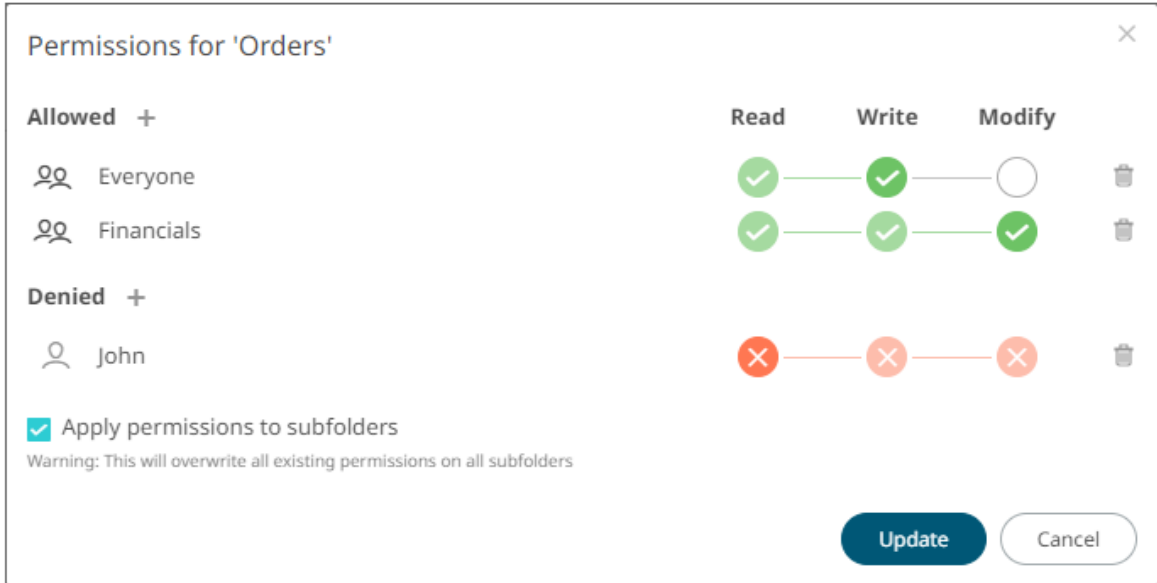 Permissions for 'Orders'
Allowed + Read Write Modify
Everyone
Financials
Denied +
John
Apply permissions to subfolders
Warning: This will overwrite all existing permissions on all subfolders
Update Cancel